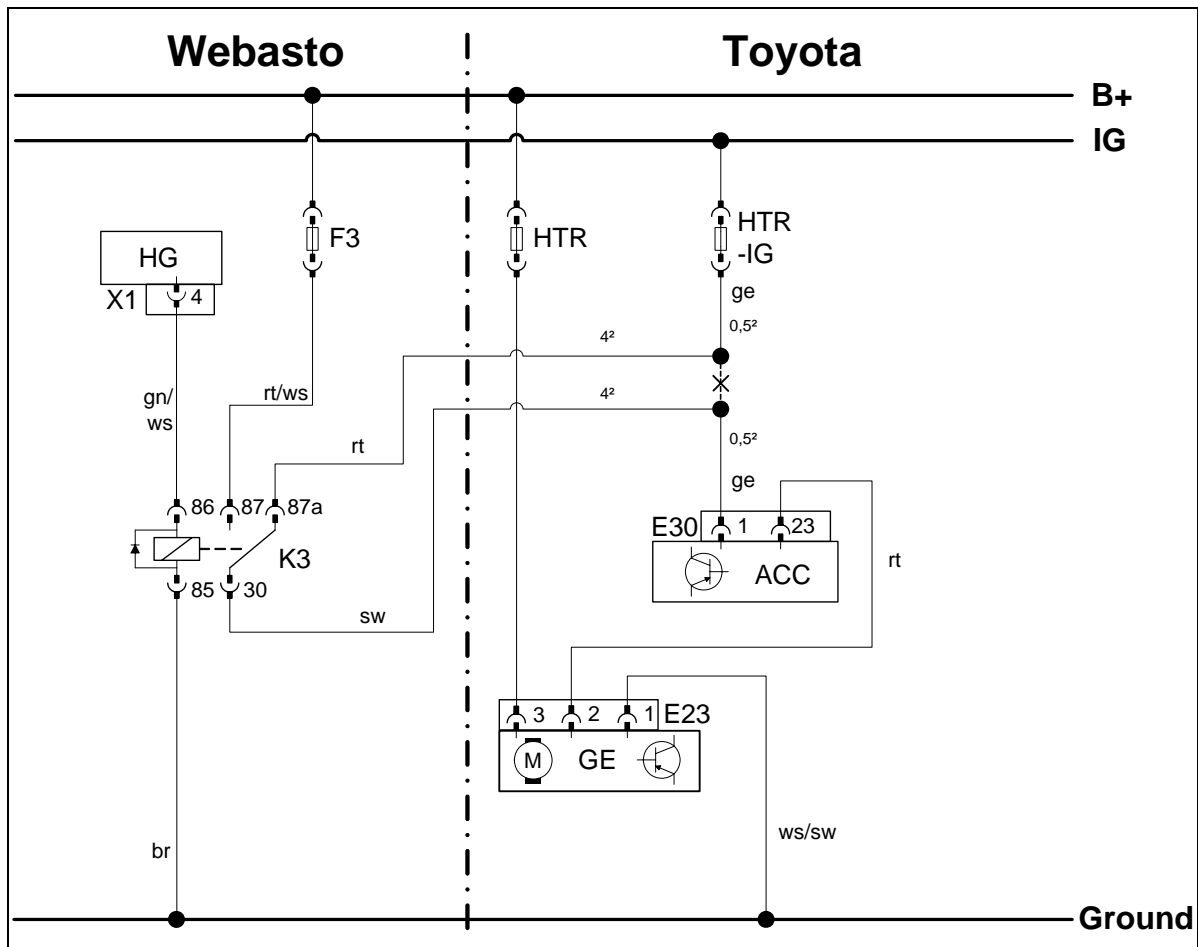 Webasto
Toyota
B+
IG
F3
HTR
HTR
-IG
HG
X1
4
ge
0,5²
4²
gn/
ws
rt/ws
4²
rt
0,5²
ge
86
87
87a
E30
1
23
K3
ACC
rt
85
30
sw
3
2
1
E23
M
GE
ws/sw
br
Ground